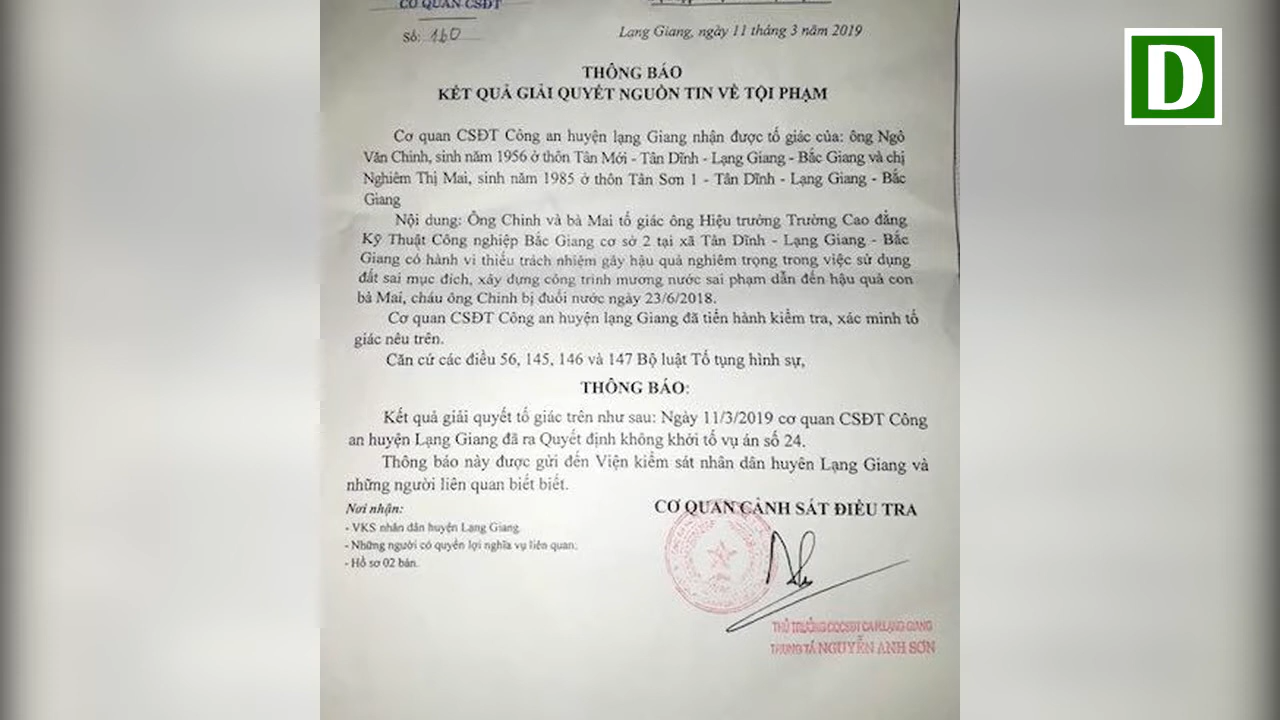 CƠ QUAN CSĐT
Số: 160
Lạng Giang, ngày 11 tháng 3 năm 2019
D
THÔNG BÁO
KẾT QUẢ GIẢI QUYẾT NGUỒN TIN VỀ TỘI PHẠM
Cơ quan CSĐT Công an huyện lạng Giang nhận được tố giác của: ông Ngô
Văn Chinh, sinh năm 1956 ở thôn Tân Mới - Tân Dĩnh - Lạng Giang - Bắc Giang và chị
Nghiêm Thị Mai, sinh năm 1985 ở thôn Tân Sơn 1 - Tân Dĩnh - Lạng Giang - Bắc
Giang
Nội dung: Ông Chinh và bà Mai tố giác ông Hiệu trưởng Trường Cao đẳng
Kỹ Thuật Công nghiệp Bắc Giang cơ sở 2 tại xã Tân Dĩnh - Lạng Giang - Bắc
Giang có hành vi thiếu trách nhiệm gây hậu quả nghiêm trọng trong việc sử dụng
đất sai mục đích, xây dựng công trình mương nước sai phạm dẫn đến hậu quả con
bà Mai, cháu ông Chinh bị đuối nước ngày 23/6/2018.
Cơ quan CSĐT Công an huyện lạng Giang đã tiến hành kiểm tra, xác minh tố
giác nêu trên.
Căn cứ các điều 56, 145, 146 và 147 Bộ luật Tố tụng hình sự,
THÔNG BÁO:
Kết quả giải quyết tố giác trên như sau: Ngày 11/3/2019 cơ quan CSĐT Công
an huyện Lạng Giang đã ra Quyết định không khởi tố vụ án số 24.
Thông báo này được gửi đến Viện kiểm sát nhân dân huyên Lạng Giang và
những người liên quan biết biết.
Nơi nhận:
- VKS nhân dân huyện Lạng Giang.
- Những người có quyền lợi nghĩa vụ liên quan;
- Hồ sơ 02 bản.
CƠ QUAN CẢNH SÁT ĐIỀU TRA
THỦ TRƯỞNG CQCSĐT CA H.LẠNG GIANG
TRUNG TÁ NGUYỄN ANH SƠN